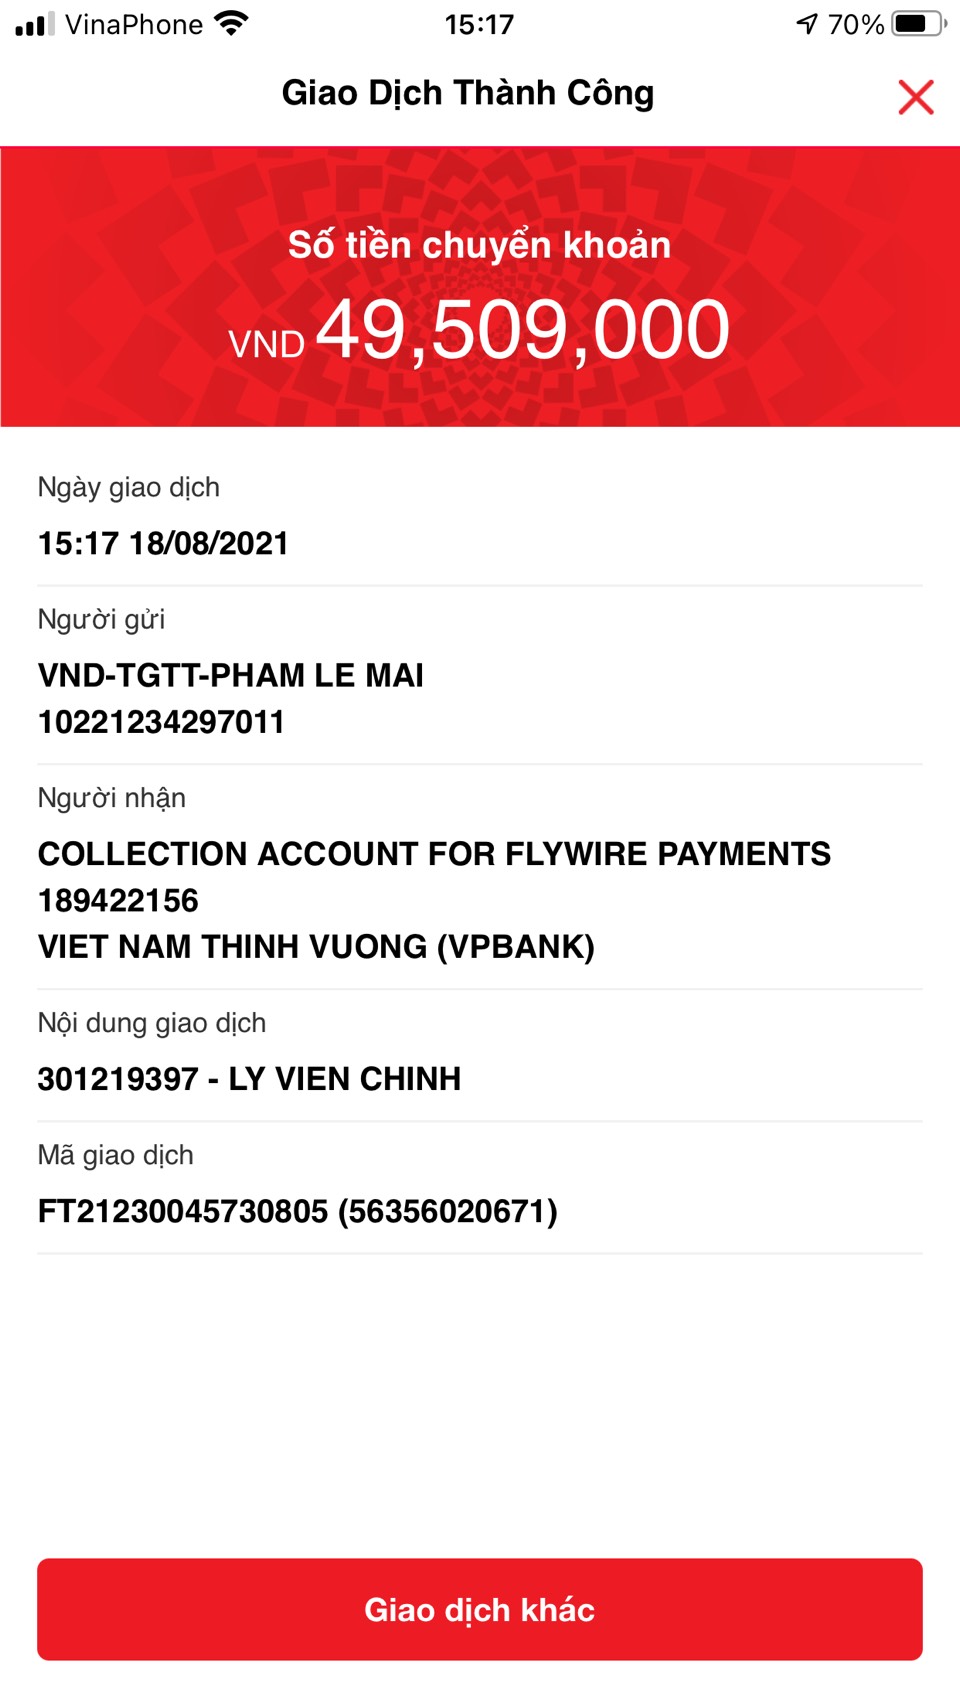 VinaPhone 15:17 70%
Giao Dịch Thành Công
Số tiền chuyển khoản
VND 49,509,000
Ngày giao dịch
15:17 18/08/2021
Người gửi
VND-TGTT-PHAM LE MAI
10221234297011
Người nhận
COLLECTION ACCOUNT FOR FLYWIRE PAYMENTS
189422156
VIET NAM THINH VUONG (VPBANK)
Nội dung giao dịch
301219397 - LY VIEN CHINH
Mã giao dịch
FT21230045730805 (56356020671)
Giao dịch khác